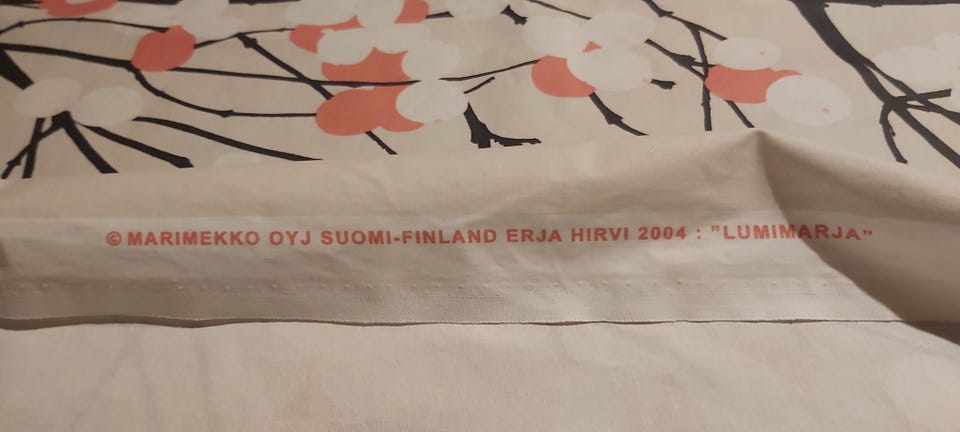 © MARIMEKKO OYJ SUOMI-FINLAND ERJA HIRVI 2004 : "LUMIMARJA"